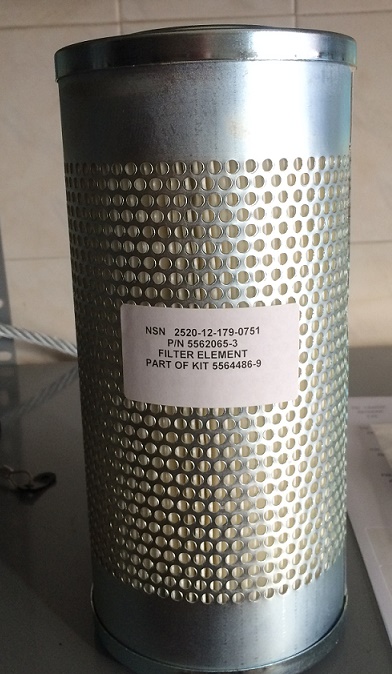 NSN 2520-12-179-0751
P/N 5562065-3
FILTER ELEMENT
PART OF KIT 5564486-9